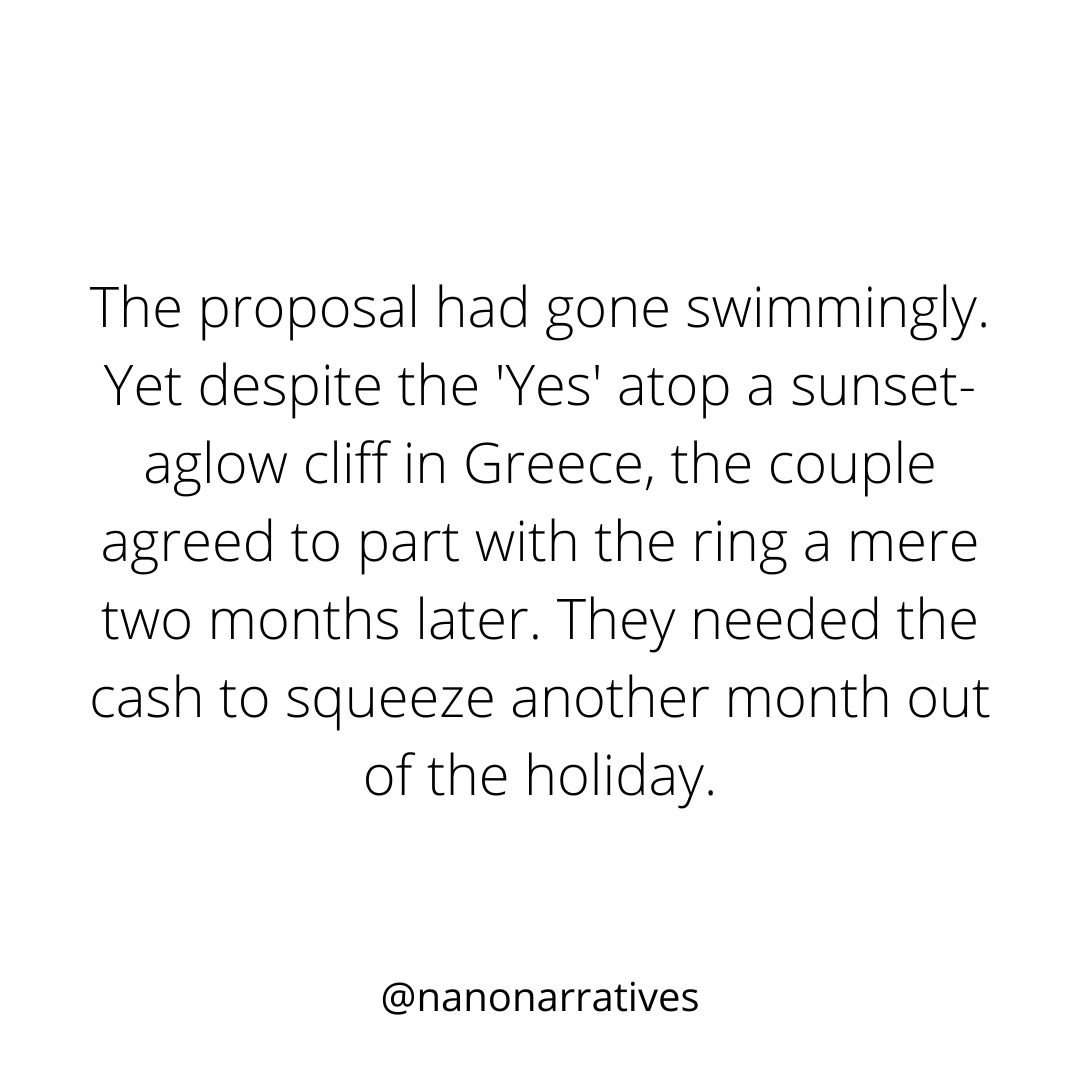 The proposal had gone swimmingly.
Yet despite the 'Yes' atop a sunset-
aglow cliff in Greece, the couple
agreed to part with the ring a mere
two months later. They needed the
cash to squeeze another month out
of the holiday.
@nanonarratives